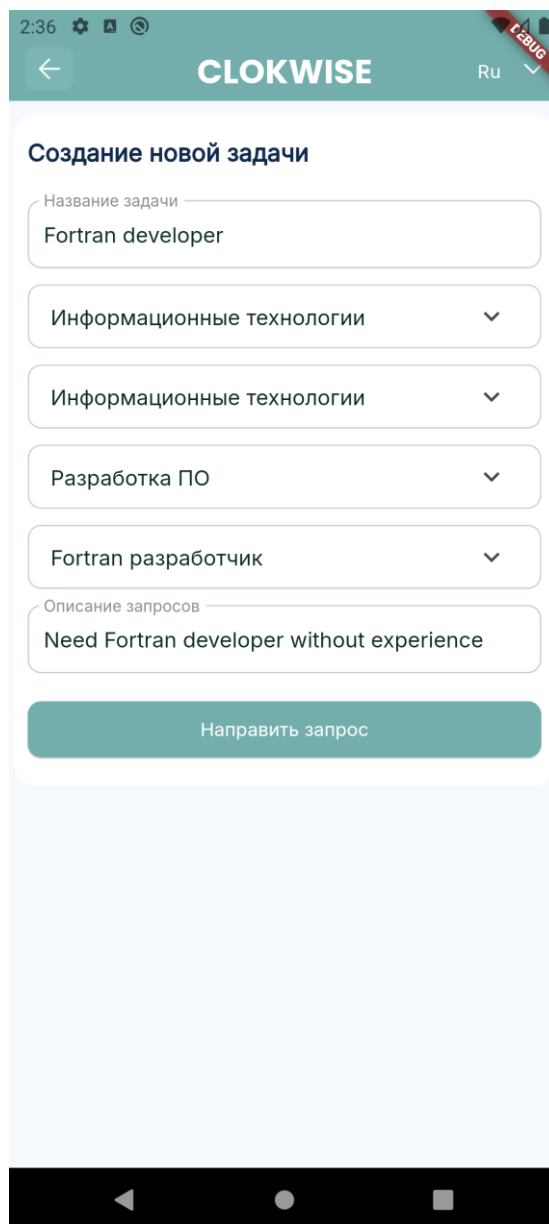 2:36
DEBUG
CLOKWISE
Ru
Создание новой задачи
Название задачи
Fortran developer
Информационные технологии
Информационные технологии
Разработка ПО
Fortran разработчик
Описание запросов
Need Fortran developer without experience
Направить запрос